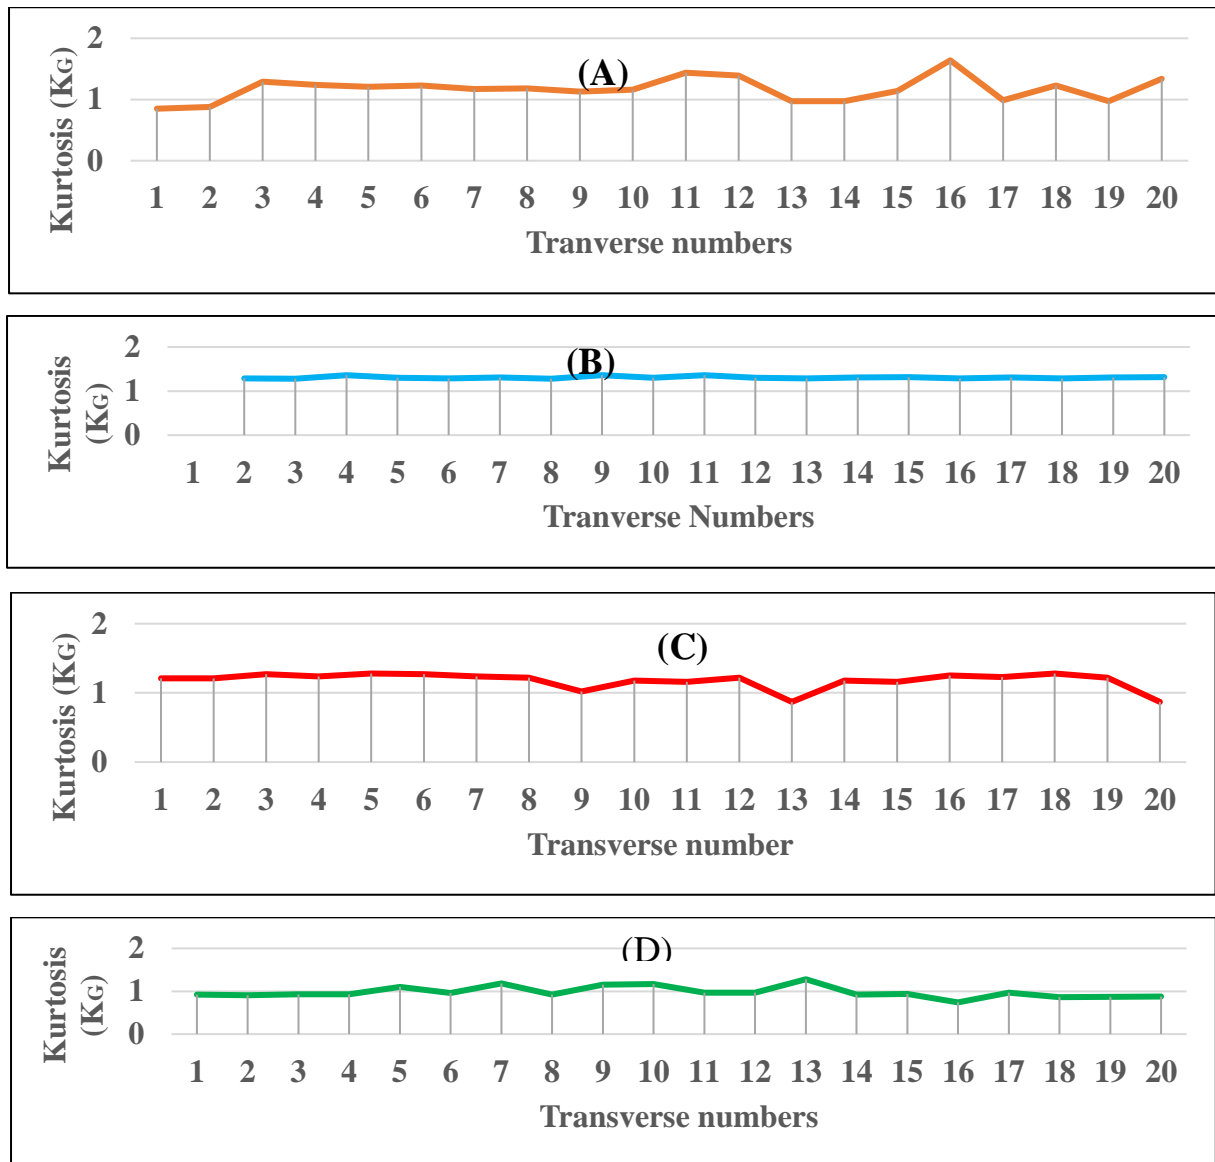 Kurtosis (KG)
2
1
0
(A)
1 2 3 4 5 6 7 8 9 10 11 12 13 14 15 16 17 18 19 20
Tranverse numbers
Kurtosis
(KG)
2
1
0
(B)
1 2 3 4 5 6 7 8 9 10 11 12 13 14 15 16 17 18 19 20
Tranverse Numbers
Kurtosis (KG)
2
1
0
(C)
1 2 3 4 5 6 7 8 9 10 11 12 13 14 15 16 17 18 19 20
Transverse number
Kurtosis
(KG)
2
1
0
(D)
1 2 3 4 5 6 7 8 9 10 11 12 13 14 15 16 17 18 19 20
Transverse numbers